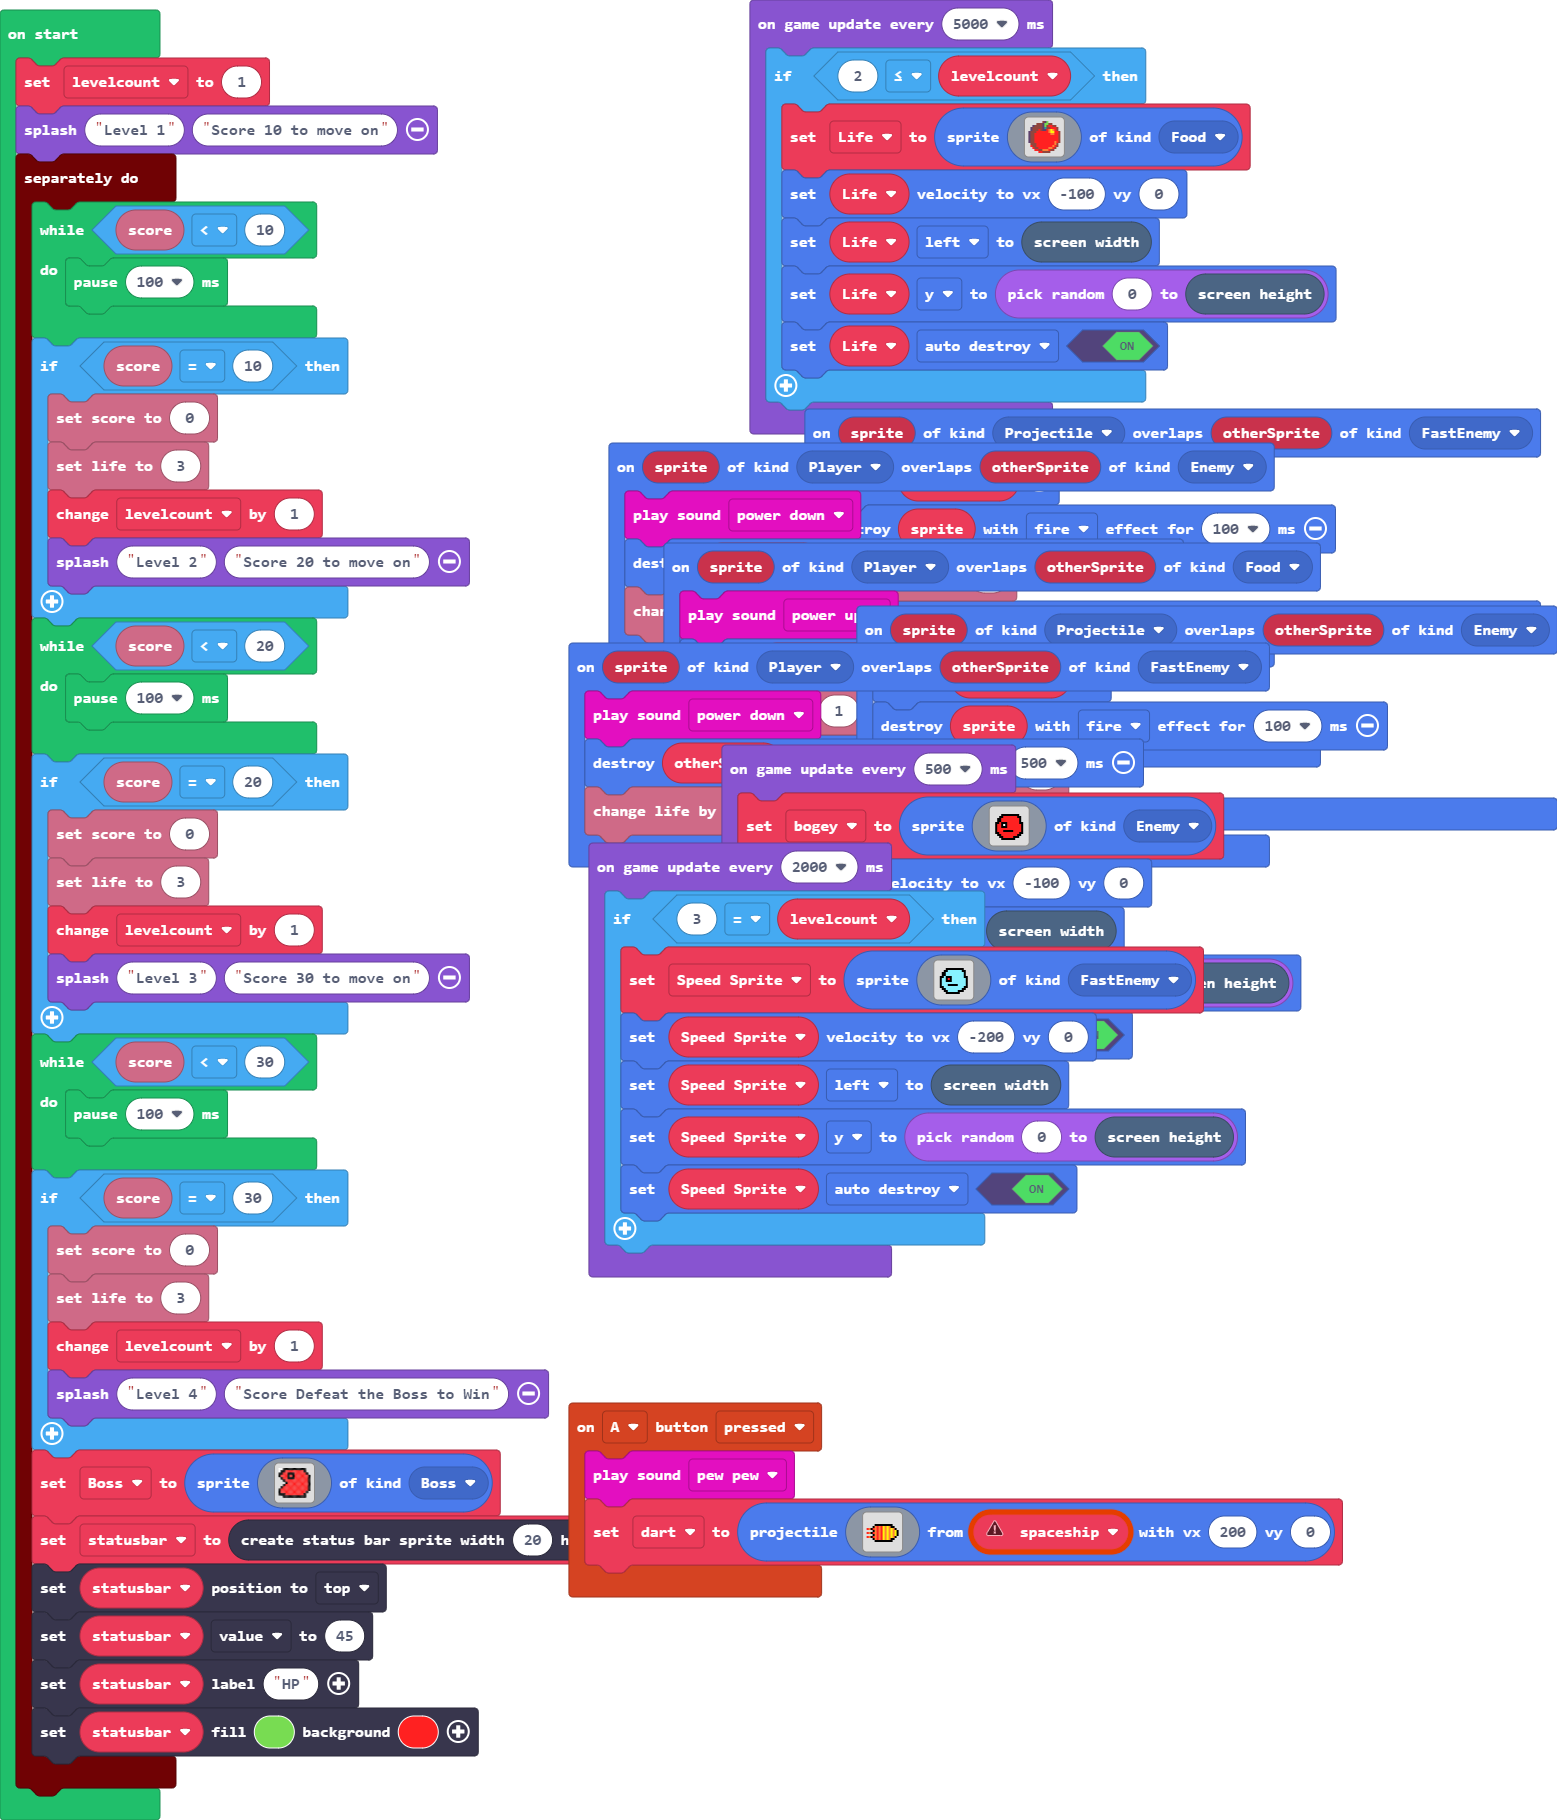 on start
set levelcount to 1
splash "Level 1" "Score 10 to move on"
separately do
while score < 10
do pause 100 ms
if score = 10 then
set score to 0
set life to 3
change levelcount by 1
splash "Level 2" "Score 20 to move on"
while score < 20
do pause 100 ms
if score = 20 then
set score to 0
set life to 3
change levelcount by 1
splash "Level 3" "Score 30 to move on"
while score < 30
do pause 100 ms
if score = 30 then
set score to 0
set life to 3
change levelcount by 1
splash "Level 4" "Score Defeat the Boss to Win"
set Boss to sprite of kind Boss
set statusbar to create status bar sprite width 20 h
set statusbar position to top
set statusbar value to 45
set statusbar label "HP"
set statusbar fill background
on game update every 5000 ms
if 2 ≤ levelcount then
set Life to sprite of kind Food
set Life velocity to vx -100 vy 0
set Life left to screen width
set Life y to pick random 0 to screen height
set Life auto destroy ON
on sprite of kind Projectile overlaps otherSprite of kind FastEnemy
on sprite of kind Player overlaps otherSprite of kind Enemy
play sound power down
troy sprite with fire effect for 100 ms
dest
on sprite of kind Player overlaps otherSprite of kind Food
chan
play sound power up
on sprite of kind Projectile overlaps otherSprite of kind Enemy
on sprite of kind Player overlaps otherSprite of kind FastEnemy
play sound power down
1
destroy sprite with fire effect for 100 ms
destroy otherS
500 ms
change life by
on game update every 500 ms
set bogey to sprite of kind Enemy
elocity to vx -100 vy 0
screen width
en height
on game update every 2000 ms
if 3 = levelcount then
set Speed Sprite to sprite of kind FastEnemy
set Speed Sprite velocity to vx -200 vy 0
set Speed Sprite left to screen width
set Speed Sprite y to pick random 0 to screen height
set Speed Sprite auto destroy ON
on A button pressed
play sound pew pew
set dart to projectile from spaceship with vx 200 vy 0